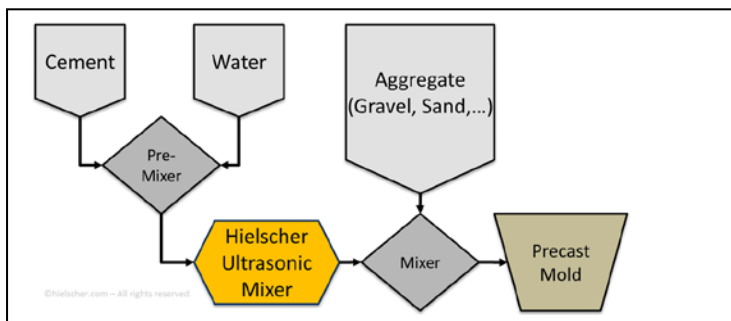 Cement
Water
Aggregate
(Gravel, Sand,...)
Pre-
Mixer
Hielscher
Ultrasonic
Mixer
Mixer
Precast
Mold
©hielscher.com – All rights reserved